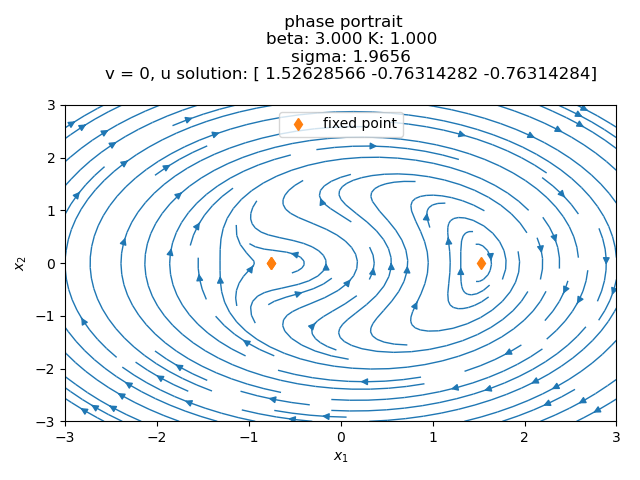 phase portrait
beta: 3.000 K: 1.000
sigma: 1.9656
v = 0, u solution: [ 1.52628566 -0.76314282 -0.76314284]
fixed point
3
2
1
0
−1
−2
−3
x2
−3
−2
−1
0
1
2
3
x1